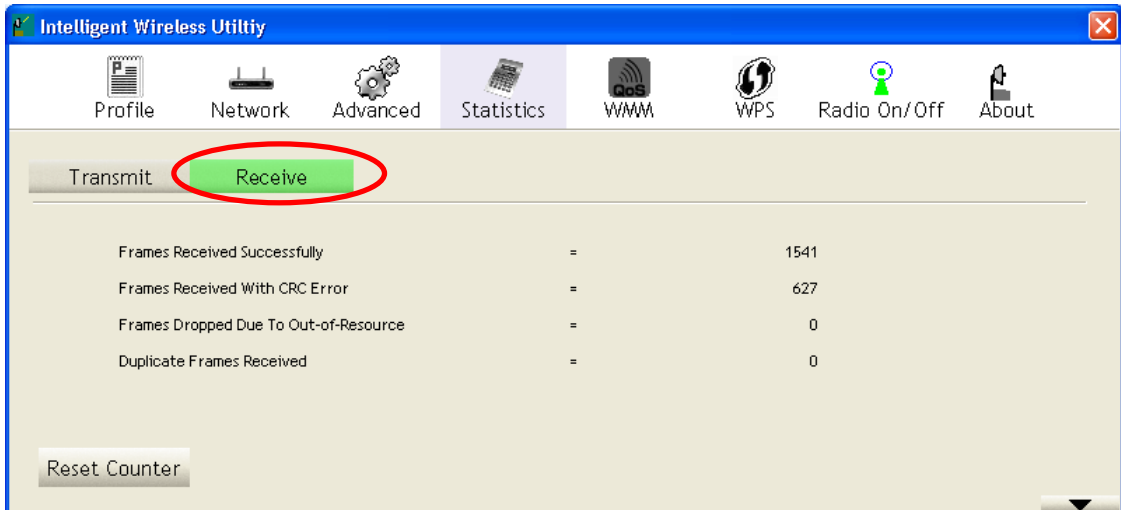 Intelligent Wireless Utiltiy
P
QoS
Profile Network Advanced Statistics WMM WPS Radio On/Off About
Transmit Receive
Frames Received Successfully = 1541
Frames Received With CRC Error = 627
Frames Dropped Due To Out-of-Resource = 0
Duplicate Frames Received = 0
Reset Counter